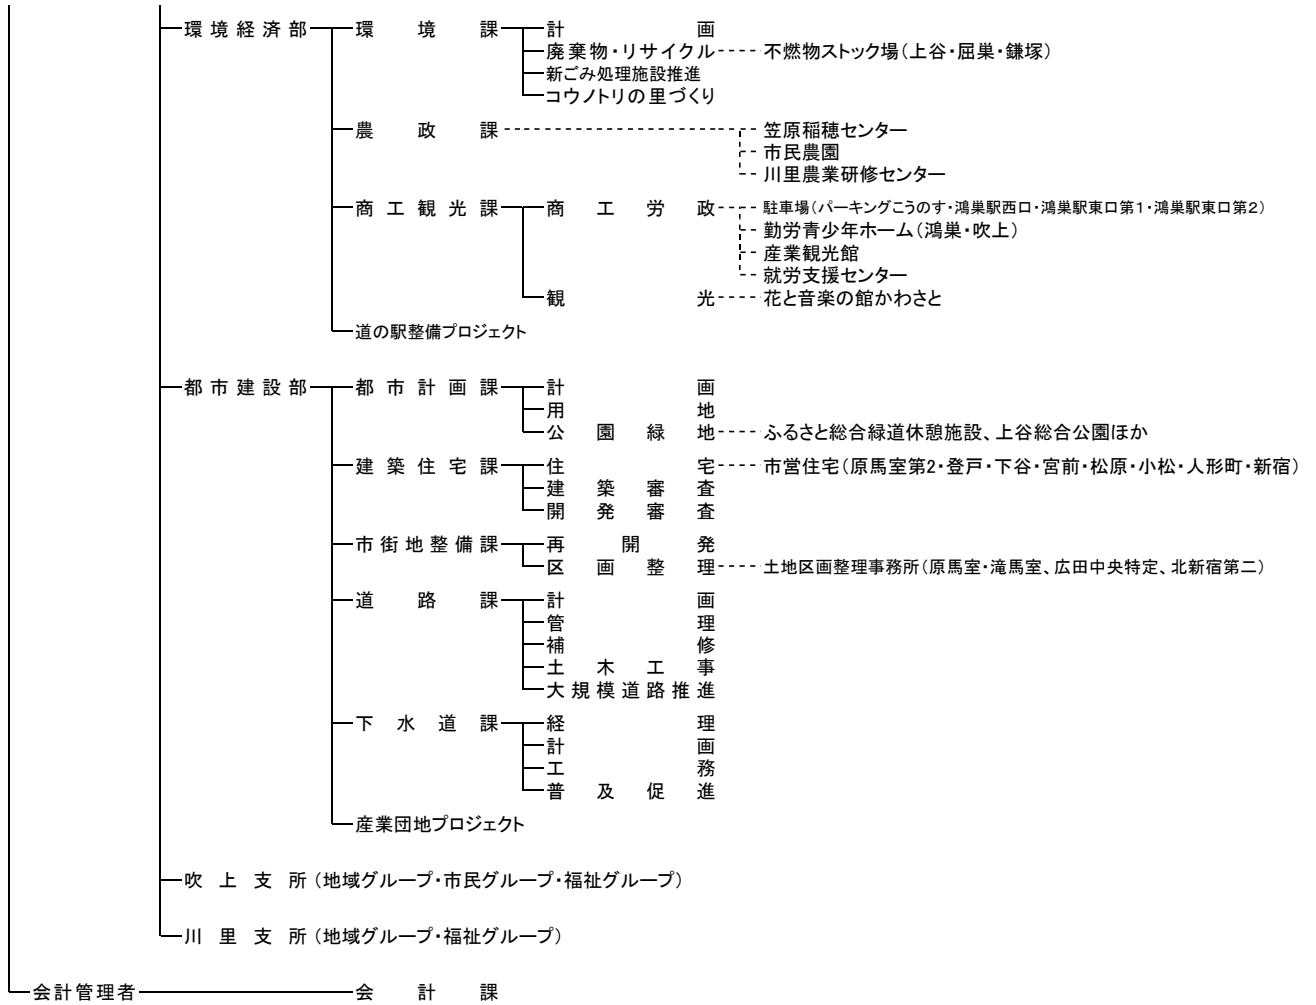 環境経済部 環境課 計画
廃棄物・リサイクル 不燃物ストック場（上谷・屈巣・鎌塚）
新ごみ処理施設推進
コウノトリの里づくり
農政課 笠原稲穂センター
市民農園
川里農業研修センター
商工観光課 商工労政 駐車場（パーキングこうのす・鴻巣駅西口・鴻巣駅東口第１・鴻巣駅東口第２）
勤労青少年ホーム（鴻巣・吹上）
産業観光館
就労支援センター
観光 花と音楽の館かわさと
道の駅整備プロジェクト
都市建設部 都市計画課 計画
用地
公園緑地 ふるさと総合緑道休憩施設、上谷総合公園ほか
建築住宅課 住宅 市営住宅（原馬室第2・登戸・下谷・宮前・松原・小松・人形町・新宿）
建築審査
開発審査
市街地整備課 再開発
区画整理 土地区画整理事務所（原馬室・滝馬室、広田中央特定、北新宿第二）
道路課 計画
管理
補修
土木工事
大規模道路推進
下水道課 経理
計画
工務
普及促進
産業団地プロジェクト
吹上支所（地域グループ・市民グループ・福祉グループ）
川里支所（地域グループ・福祉グループ）
会計管理者 会計課